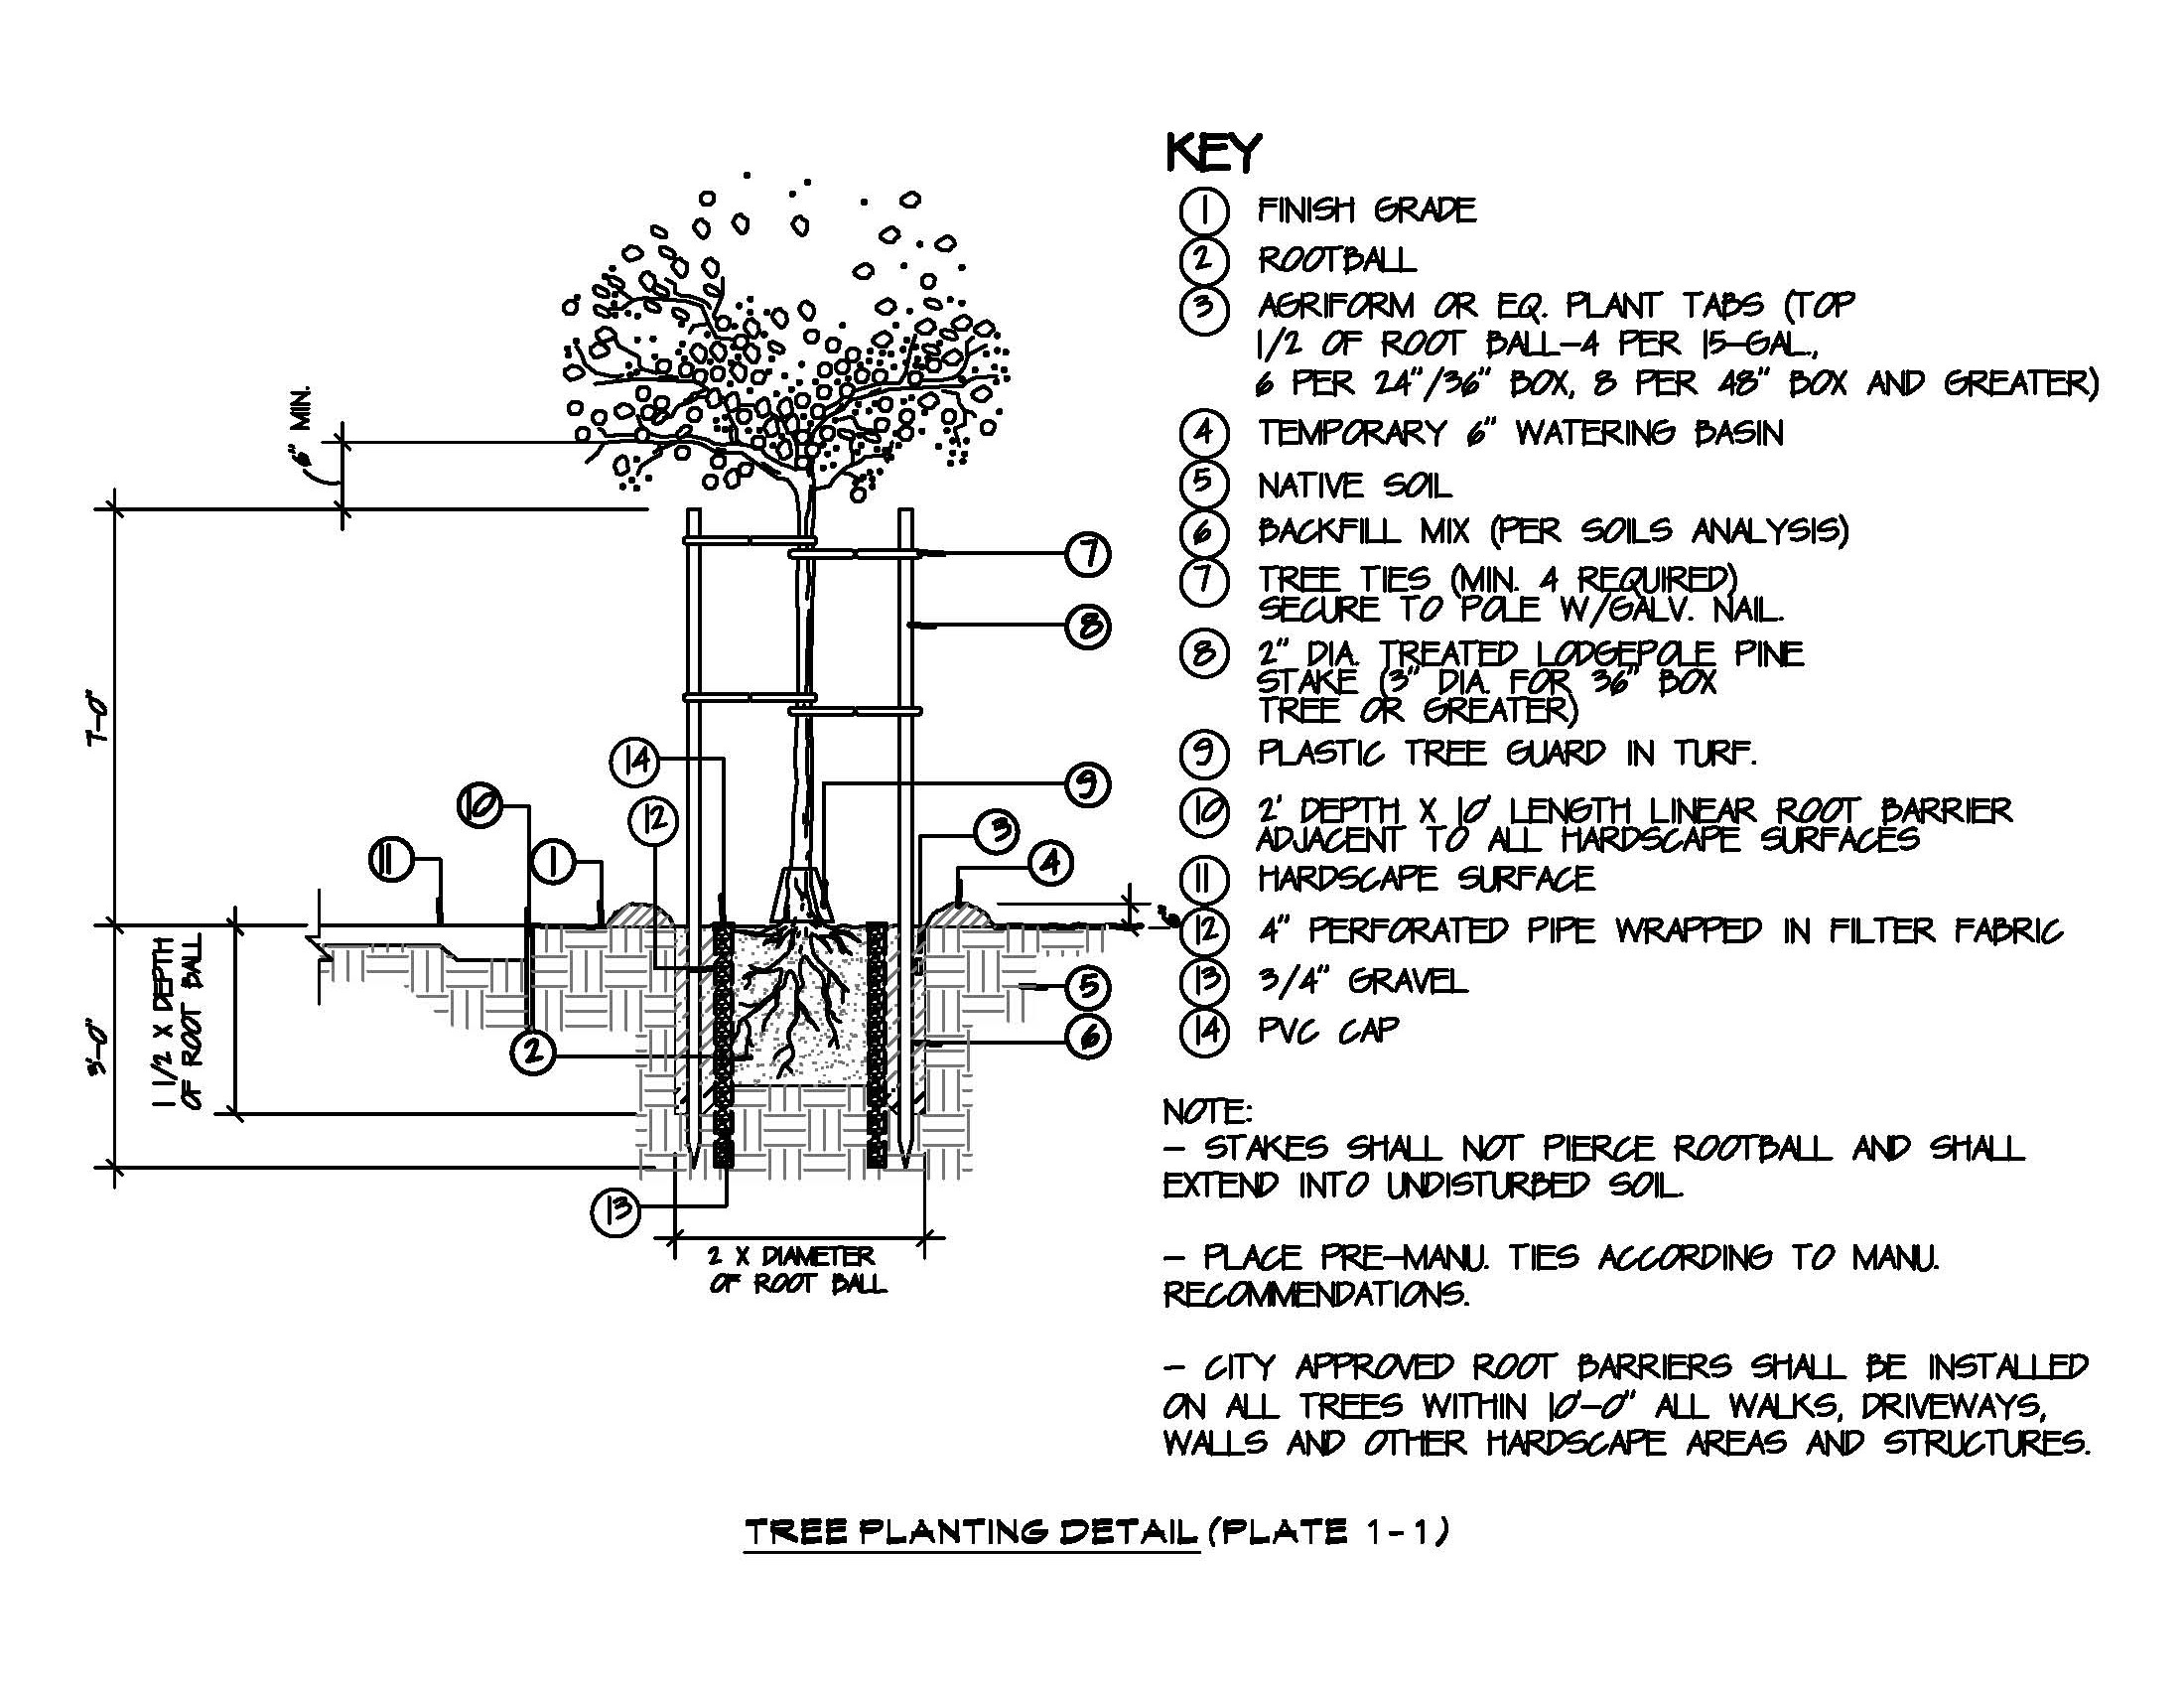 KEY
1 FINISH GRADE
2 ROOTBALL
3 AGRIFORM OR EQ. PLANT TABS (TOP
1/2 OF ROOT BALL-4 PER 15-GAL.,
6 PER 24"/36" BOX, 8 PER 48" BOX AND GREATER)
4 TEMPORARY 6" WATERING BASIN
5 NATIVE SOIL
6 BACKFILL MIX (PER SOILS ANALYSIS)
7 TREE TIES (MIN. 4 REQUIRED)
SECURE TO POLE W/GALV. NAIL.
8 2" DIA. TREATED LODGEPOLE PINE
STAKE (3" DIA. FOR 36" BOX
TREE OR GREATER)
9 PLASTIC TREE GUARD IN TURF.
10 2' DEPTH X 10' LENGTH LINEAR ROOT BARRIER
ADJACENT TO ALL HARDSCAPE SURFACES
11 HARDSCAPE SURFACE
12 4" PERFORATED PIPE WRAPPED IN FILTER FABRIC
13 3/4" GRAVEL
14 PVC CAP
NOTE:
- STAKES SHALL NOT PIERCE ROOTBALL AND SHALL
EXTEND INTO UNDISTURBED SOIL.
- PLACE PRE-MANU. TIES ACCORDING TO MANU.
RECOMMENDATIONS.
- CITY APPROVED ROOT BARRIERS SHALL BE INSTALLED
ON ALL TREES WITHIN 10'-0" ALL WALKS, DRIVEWAYS,
WALLS AND OTHER HARDSCAPE AREAS AND STRUCTURES.
6" MIN.
7'-0"
3'-0"
1 1/2 X DEPTH
OF ROOT BALL
7
8
14
9
10
12
3
11
1
4
6"
5
2
6
13
2 X DIAMETER
OF ROOT BALL
TREE PLANTING DETAIL (PLATE 1-1)